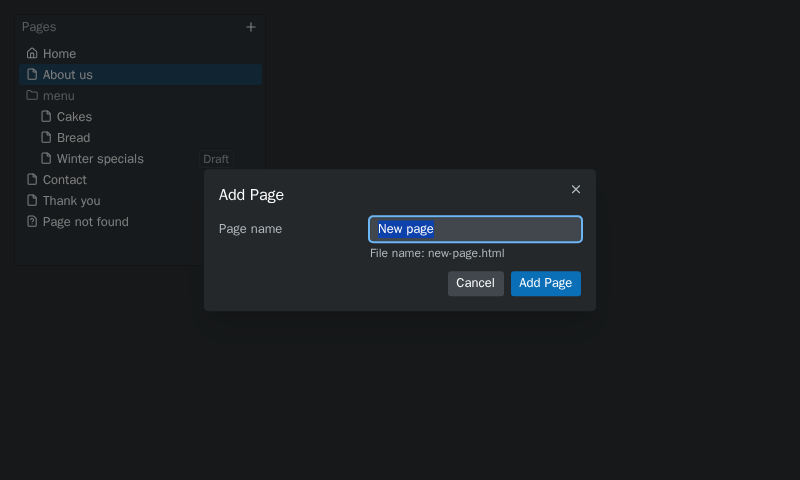 Pages
Home
About us
menu
Cakes
Bread
Winter specials Draft
Contact
Thank you
Page not found
Add Page
Page name
New page
File name: new-page.html
Cancel
Add Page